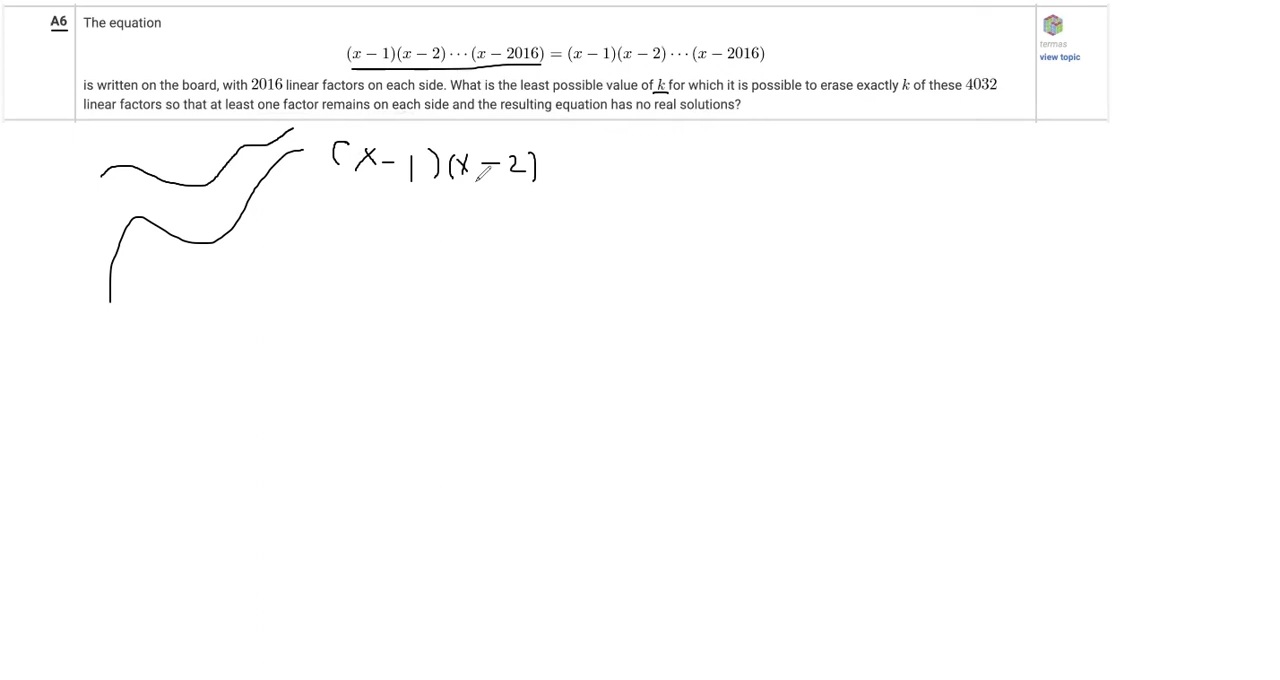 A6 The equation
(x − 1)(x − 2) · · · (x − 2016) = (x − 1)(x − 2) · · · (x − 2016)
is written on the board, with 2016 linear factors on each side. What is the least possible value of k for which it is possible to erase exactly k of these 4032
linear factors so that at least one factor remains on each side and the resulting equation has no real solutions?
termas
view topic
(x-1)(x-2)